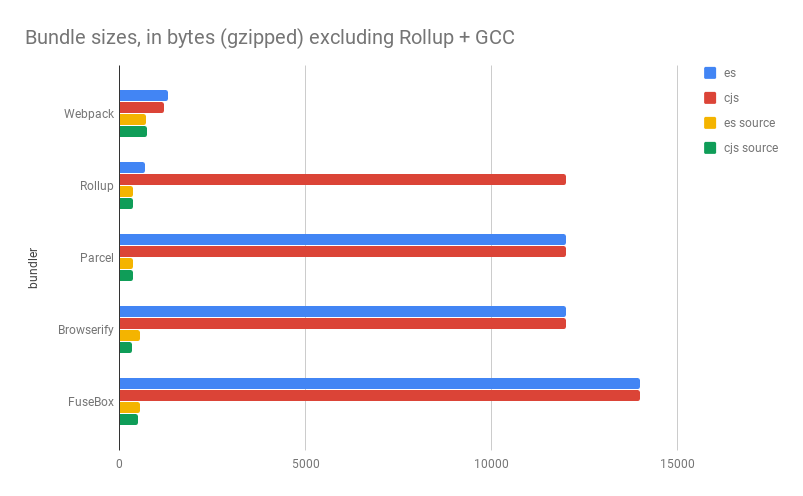 Bundle sizes, in bytes (gzipped) excluding Rollup + GCC
es
cjs
es source
cjs source
bundler
Webpack
Rollup
Parcel
Browserify
FuseBox
0
5000
10000
15000